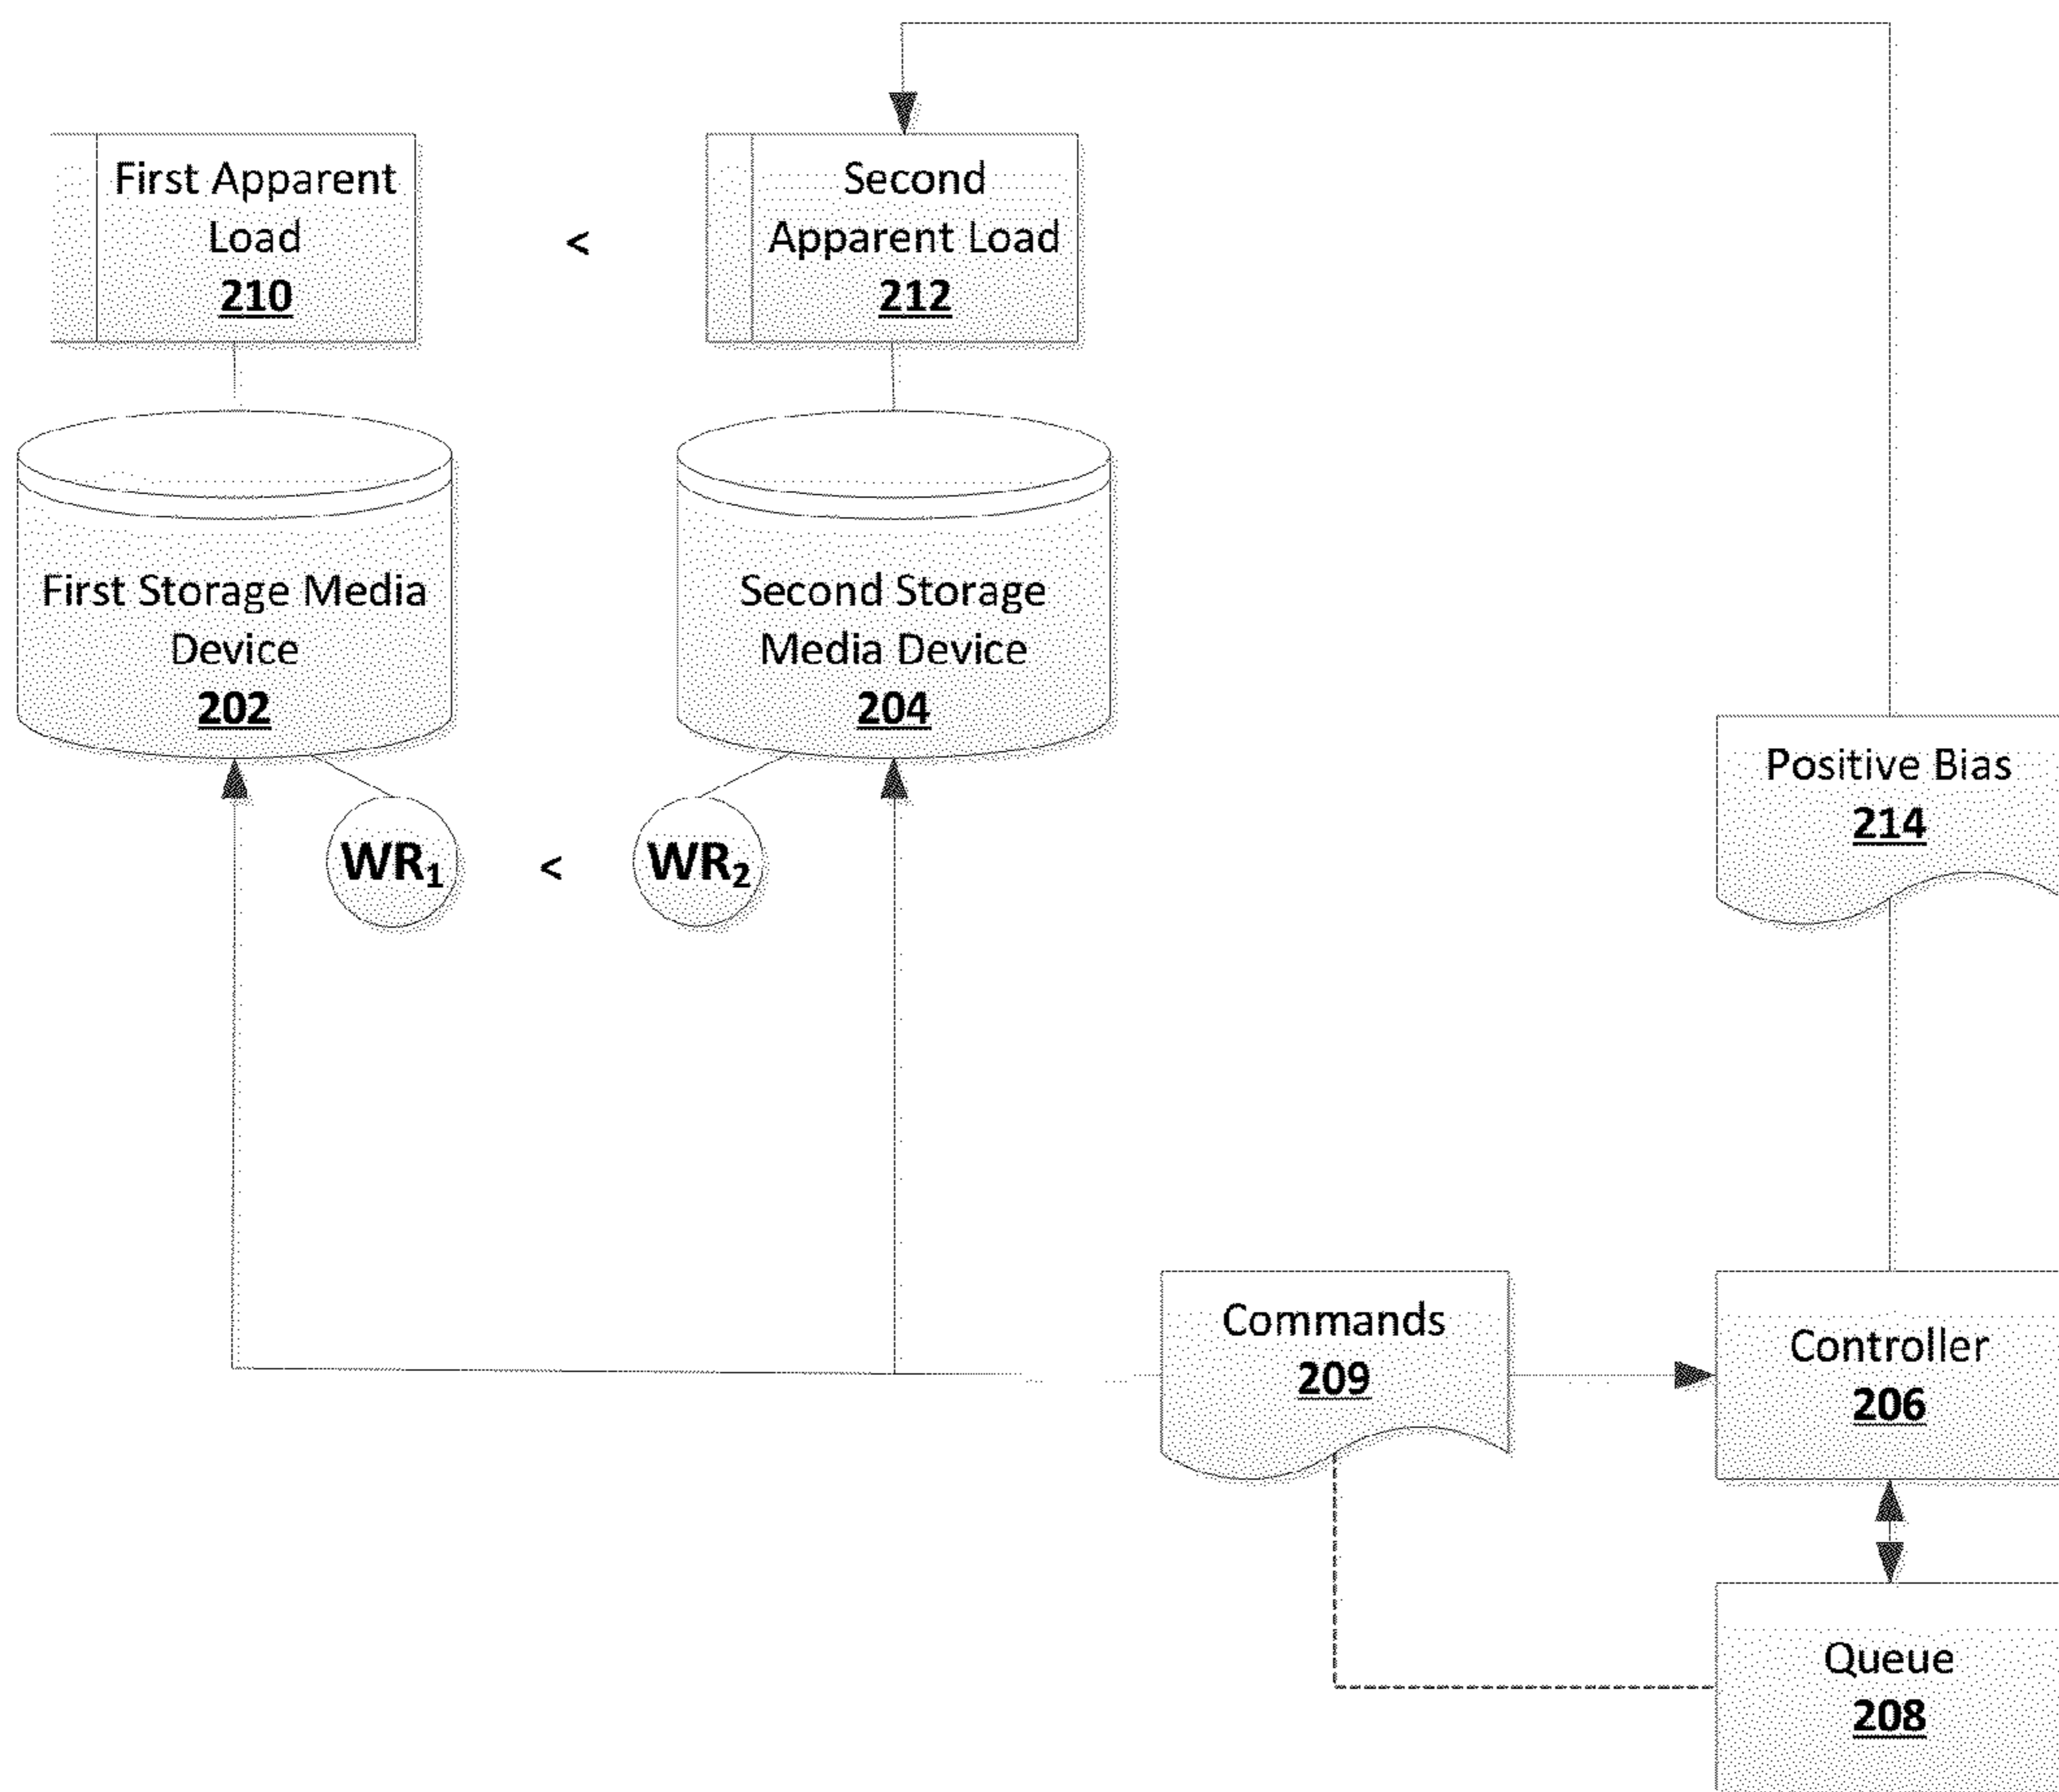 First Apparent
Load
210
<
Second
Apparent Load
212
First Storage Media
Device
202
Second Storage
Media Device
204
Positive Bias
214
WR₁
<
WR₂
Commands
209
Controller
206
Queue
208